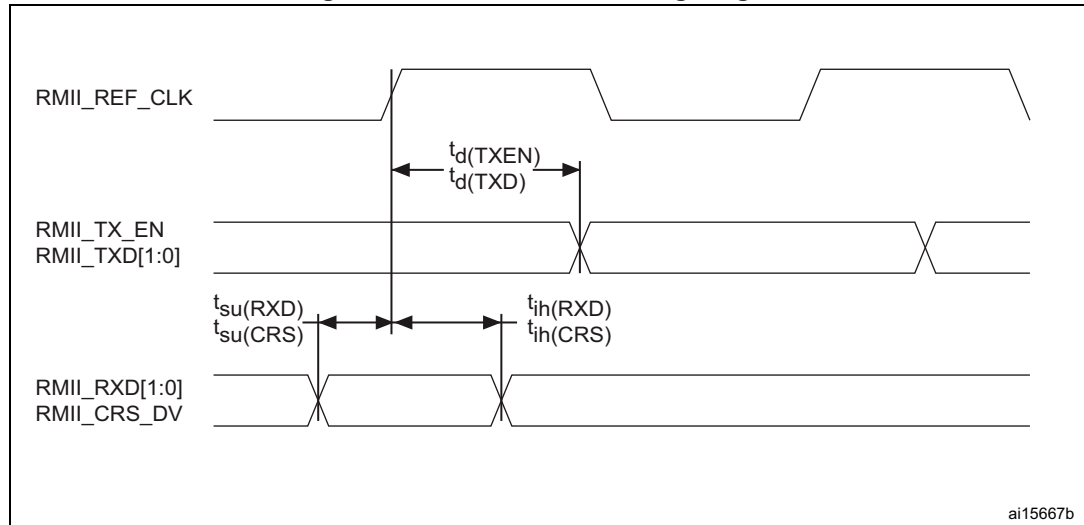 RMII_REF_CLK
td(TXEN)
td(TXD)
RMII_TX_EN
RMII_TXD[1:0]
tsu(RXD)
tsu(CRS)
tih(RXD)
tih(CRS)
RMII_RXD[1:0]
RMII_CRS_DV
ai15667b